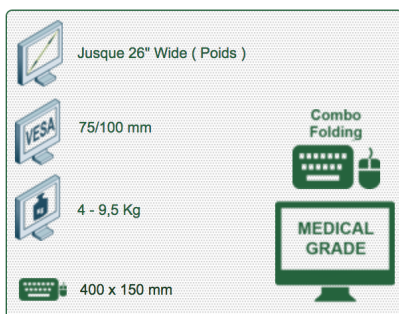 Jusque 26" Wide ( Poids )
VESA
75/100 mm
Combo
Folding
KG
4 - 9,5 Kg
MEDICAL
GRADE
400 x 150 mm